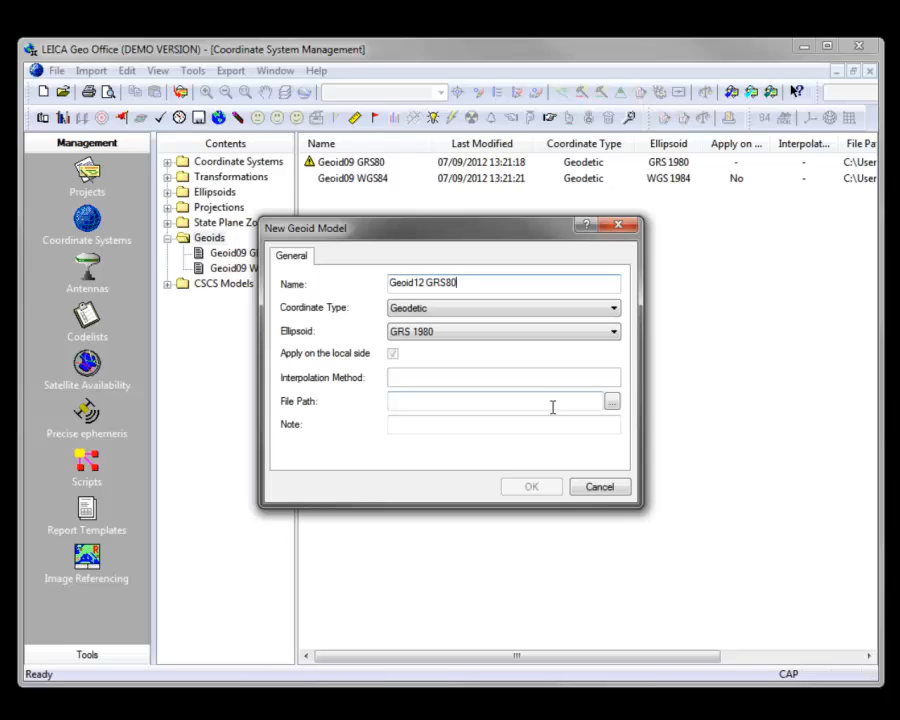 LEICA Geo Office (DEMO VERSION) - [Coordinate System Management]
File Import Edit View Tools Export Window Help
Management
Projects
Coordinate Systems
Antennas
Codelists
Satellite Availability
Precise ephemeris
Scripts
Report Templates
Image Referencing
Tools
Contents
Coordinate Systems
Transformations
Ellipsoids
Projections
State Plane Zo
Geoids
Geoid09 G
Geoid09 W
CSCS Models
Name Last Modified Coordinate Type Ellipsoid Apply on ... Interpolat... File Pa
Geoid09 GRS80 07/09/2012 13:21:18 Geodetic GRS 1980 - - C:\User
Geoid09 WGS84 07/09/2012 13:21:21 Geodetic WGS 1984 No - C:\User
New Geoid Model
General
Name: Geoid12 GRS80
Coordinate Type: Geodetic
Ellipsoid: GRS 1980
Apply on the local side
Interpolation Method:
File Path: ...
Note:
OK Cancel
Ready CAP